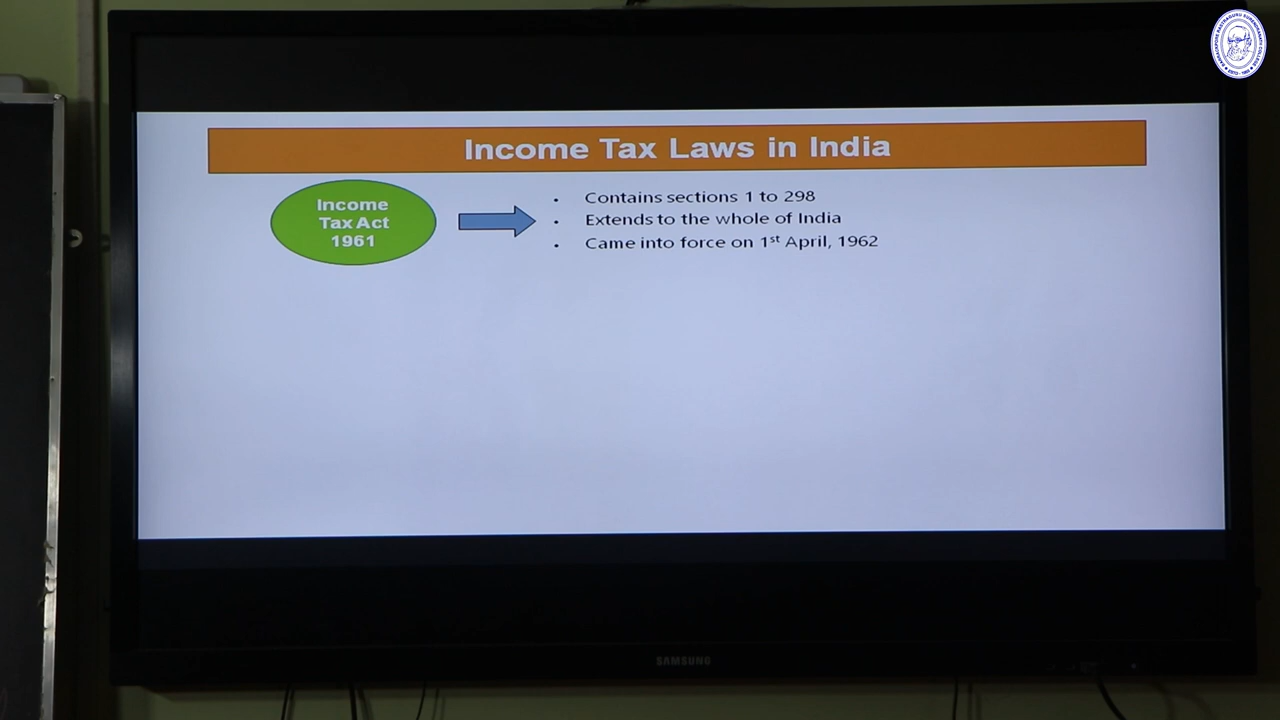 Income Tax Laws in India
Income
Tax Act
1961
• Contains sections 1 to 298
• Extends to the whole of India
• Came into force on 1st April, 1962
SAMSUNG